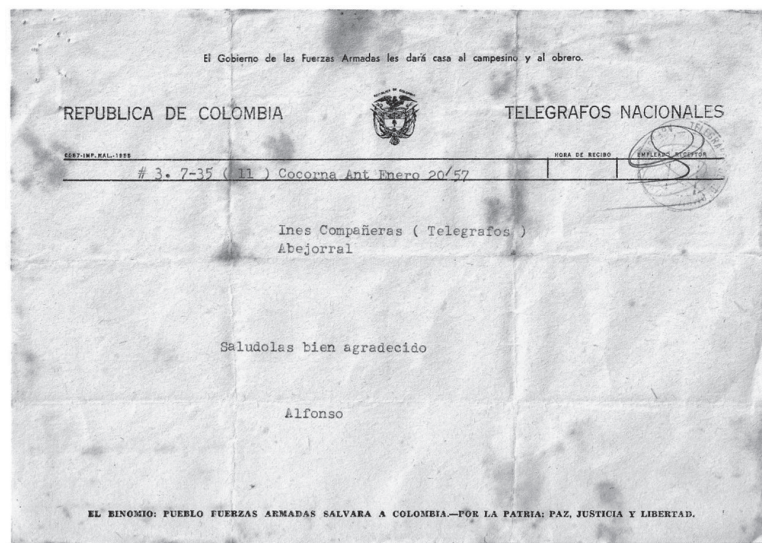 El Gobierno de las Fuerzas Armadas les dará casa al campesino y al obrero.
REPUBLICA DE COLOMBIA
TELEGRAFOS NACIONALES
HORA DE RECIBO
EMPLEADO RECEPTOR
# 3. 7-35 ( 11 ) Cocorna Ant Enero 20/57
Ines Compañeras ( Telegrafos )
Abejorral
Saludolas bien agradecido
Alfonso
EL BINOMIO: PUEBLO FUERZAS ARMADAS SALVARA A COLOMBIA.—POR LA PATRIA: PAZ, JUSTICIA Y LIBERTAD.